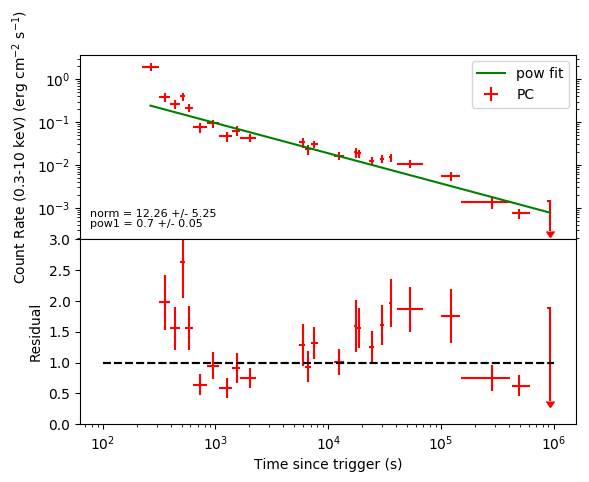 Count Rate (0.3-10 keV) (erg cm⁻² s⁻¹)
10⁰
10⁻¹
10⁻²
10⁻³
pow fit
PC
norm = 12.26 +/- 5.25
pow1 = 0.7 +/- 0.05
Residual
3.0
2.5
2.0
1.5
1.0
0.5
0.0
10² 10³ 10⁴ 10⁵ 10⁶
Time since trigger (s)